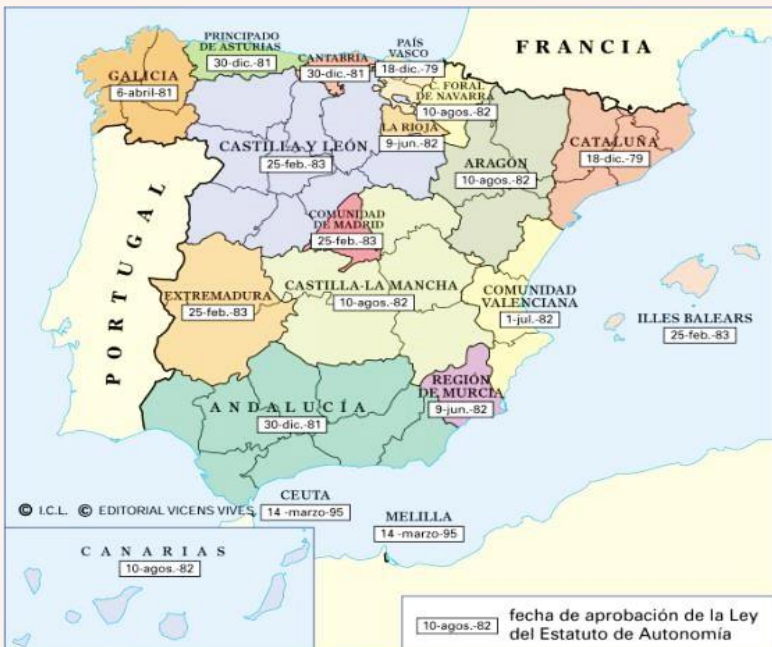 PRINCIPADO
DE ASTURIAS
30-dic.-81
CANTABRIA
30-dic.-81
PAÍS
VASCO
18-dic.-79
FRANCIA
GALICIA
6-abril-81
C. FORAL
DE NAVARRA
10-agos.-82
LA RIOJA
9-jun.-82
CASTILLA Y LEÓN
25-feb.-83
ARAGÓN
10-agos.-82
CATALUÑA
18-dic.-79
PORTUGAL
COMUNIDAD
DE MADRID
25-feb.-83
EXTREMADURA
25-feb.-83
CASTILLA-LA MANCHA
10-agos.-82
COMUNIDAD
VALENCIANA
1-jul.-82
ILLES BALEARS
25-feb.-83
REGIÓN
DE MURCIA
9-jun.-82
ANDALUCÍA
30-dic.-81
CEUTA
14 -marzo-95
MELILLA
14 -marzo-95
© I.C.L. © EDITORIAL VICENS VIVES
CANARIAS
10-agos.-82
10-agos.-82 fecha de aprobación de la Ley
del Estatuto de Autonomía